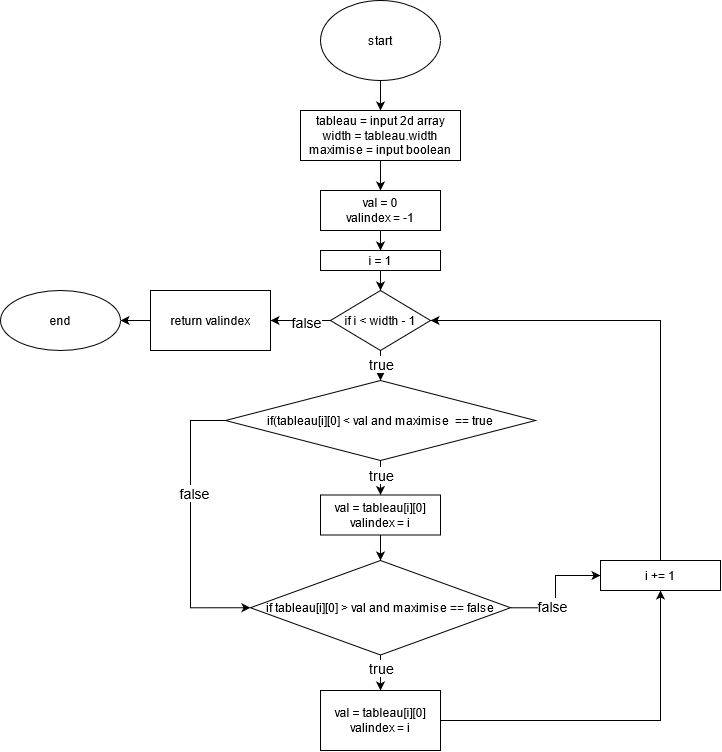 start
tableau = input 2d array
width = tableau.width
maximise = input boolean
val = 0
valindex = -1
i = 1
end
return valindex
false
if i < width - 1
true
if(tableau[i][0] < val and maximise == true
true
false
val = tableau[i][0]
valindex = i
if tableau[i][0] > val and maximise == false
false
i += 1
true
val = tableau[i][0]
valindex = i